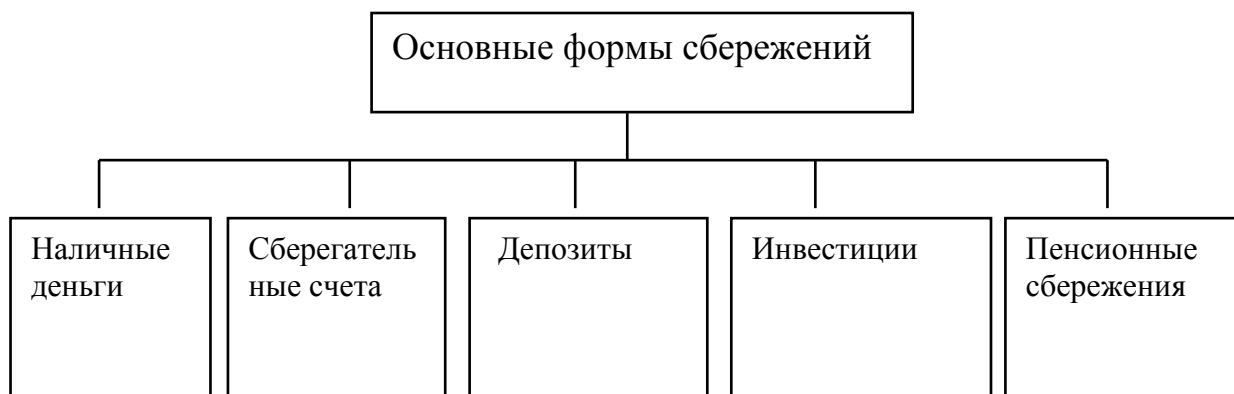 Основные формы сбережений
Наличные
деньги
Сберегатель
ные счета
Депозиты
Инвестиции
Пенсионные
сбережения